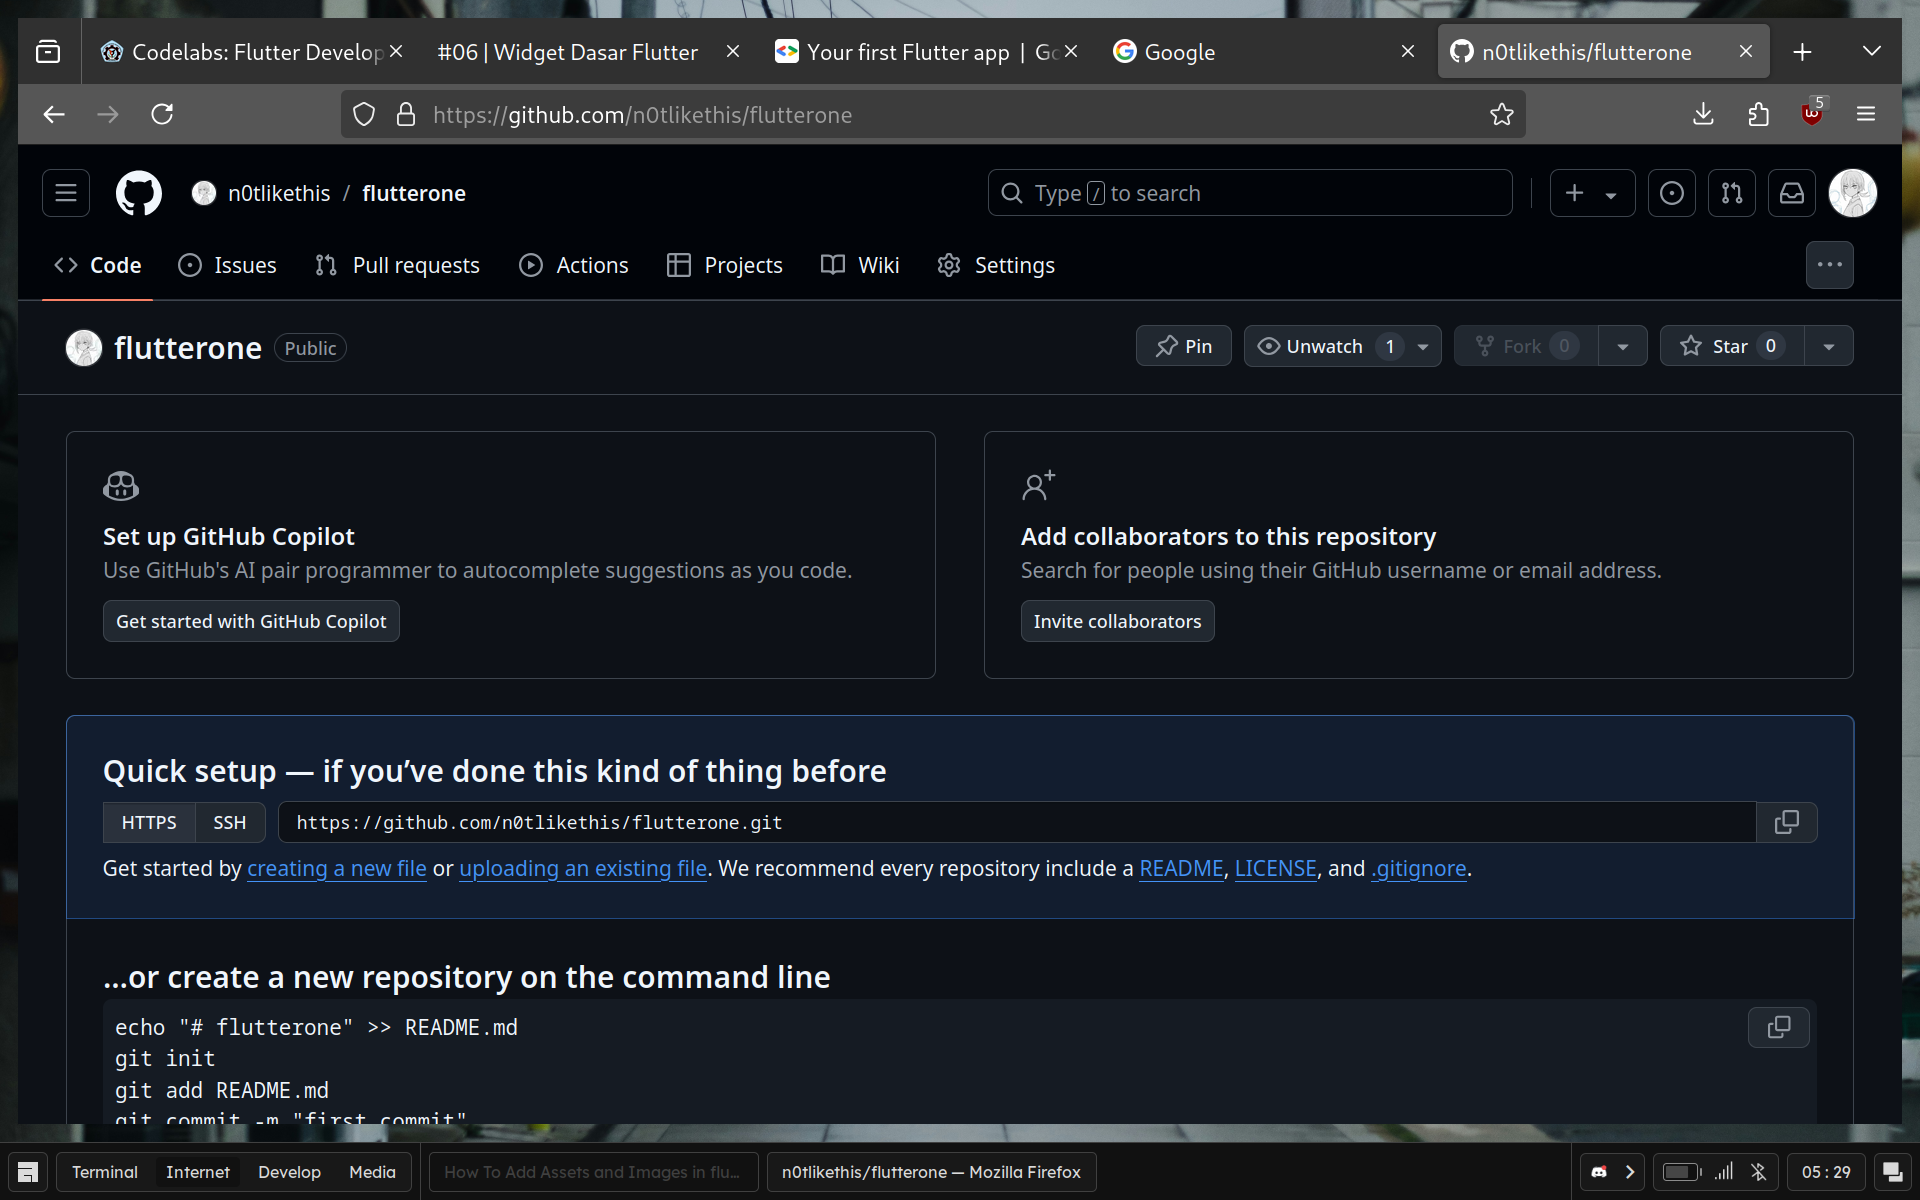 Codelabs: Flutter Develop
#06 | Widget Dasar Flutter
Your first Flutter app | Go
Google
n0tlikethis/flutterone
https://github.com/n0tlikethis/flutterone
5
n0tlikethis / flutterone
Type / to search
Code
Issues
Pull requests
Actions
Projects
Wiki
Settings
flutterone
Public
Pin
Unwatch 1
Fork 0
Star 0
Set up GitHub Copilot
Use GitHub's AI pair programmer to autocomplete suggestions as you code.
Get started with GitHub Copilot
Add collaborators to this repository
Search for people using their GitHub username or email address.
Invite collaborators
Quick setup — if you’ve done this kind of thing before
HTTPS
SSH
https://github.com/n0tlikethis/flutterone.git
Get started by creating a new file or uploading an existing file. We recommend every repository include a README, LICENSE, and .gitignore.
…or create a new repository on the command line
echo "# flutterone" >> README.md
git init
git add README.md
git commit -m "first commit"
Terminal
Internet
Develop
Media
How To Add Assets and Images in flu...
n0tlikethis/flutterone — Mozilla Firefox
05:29